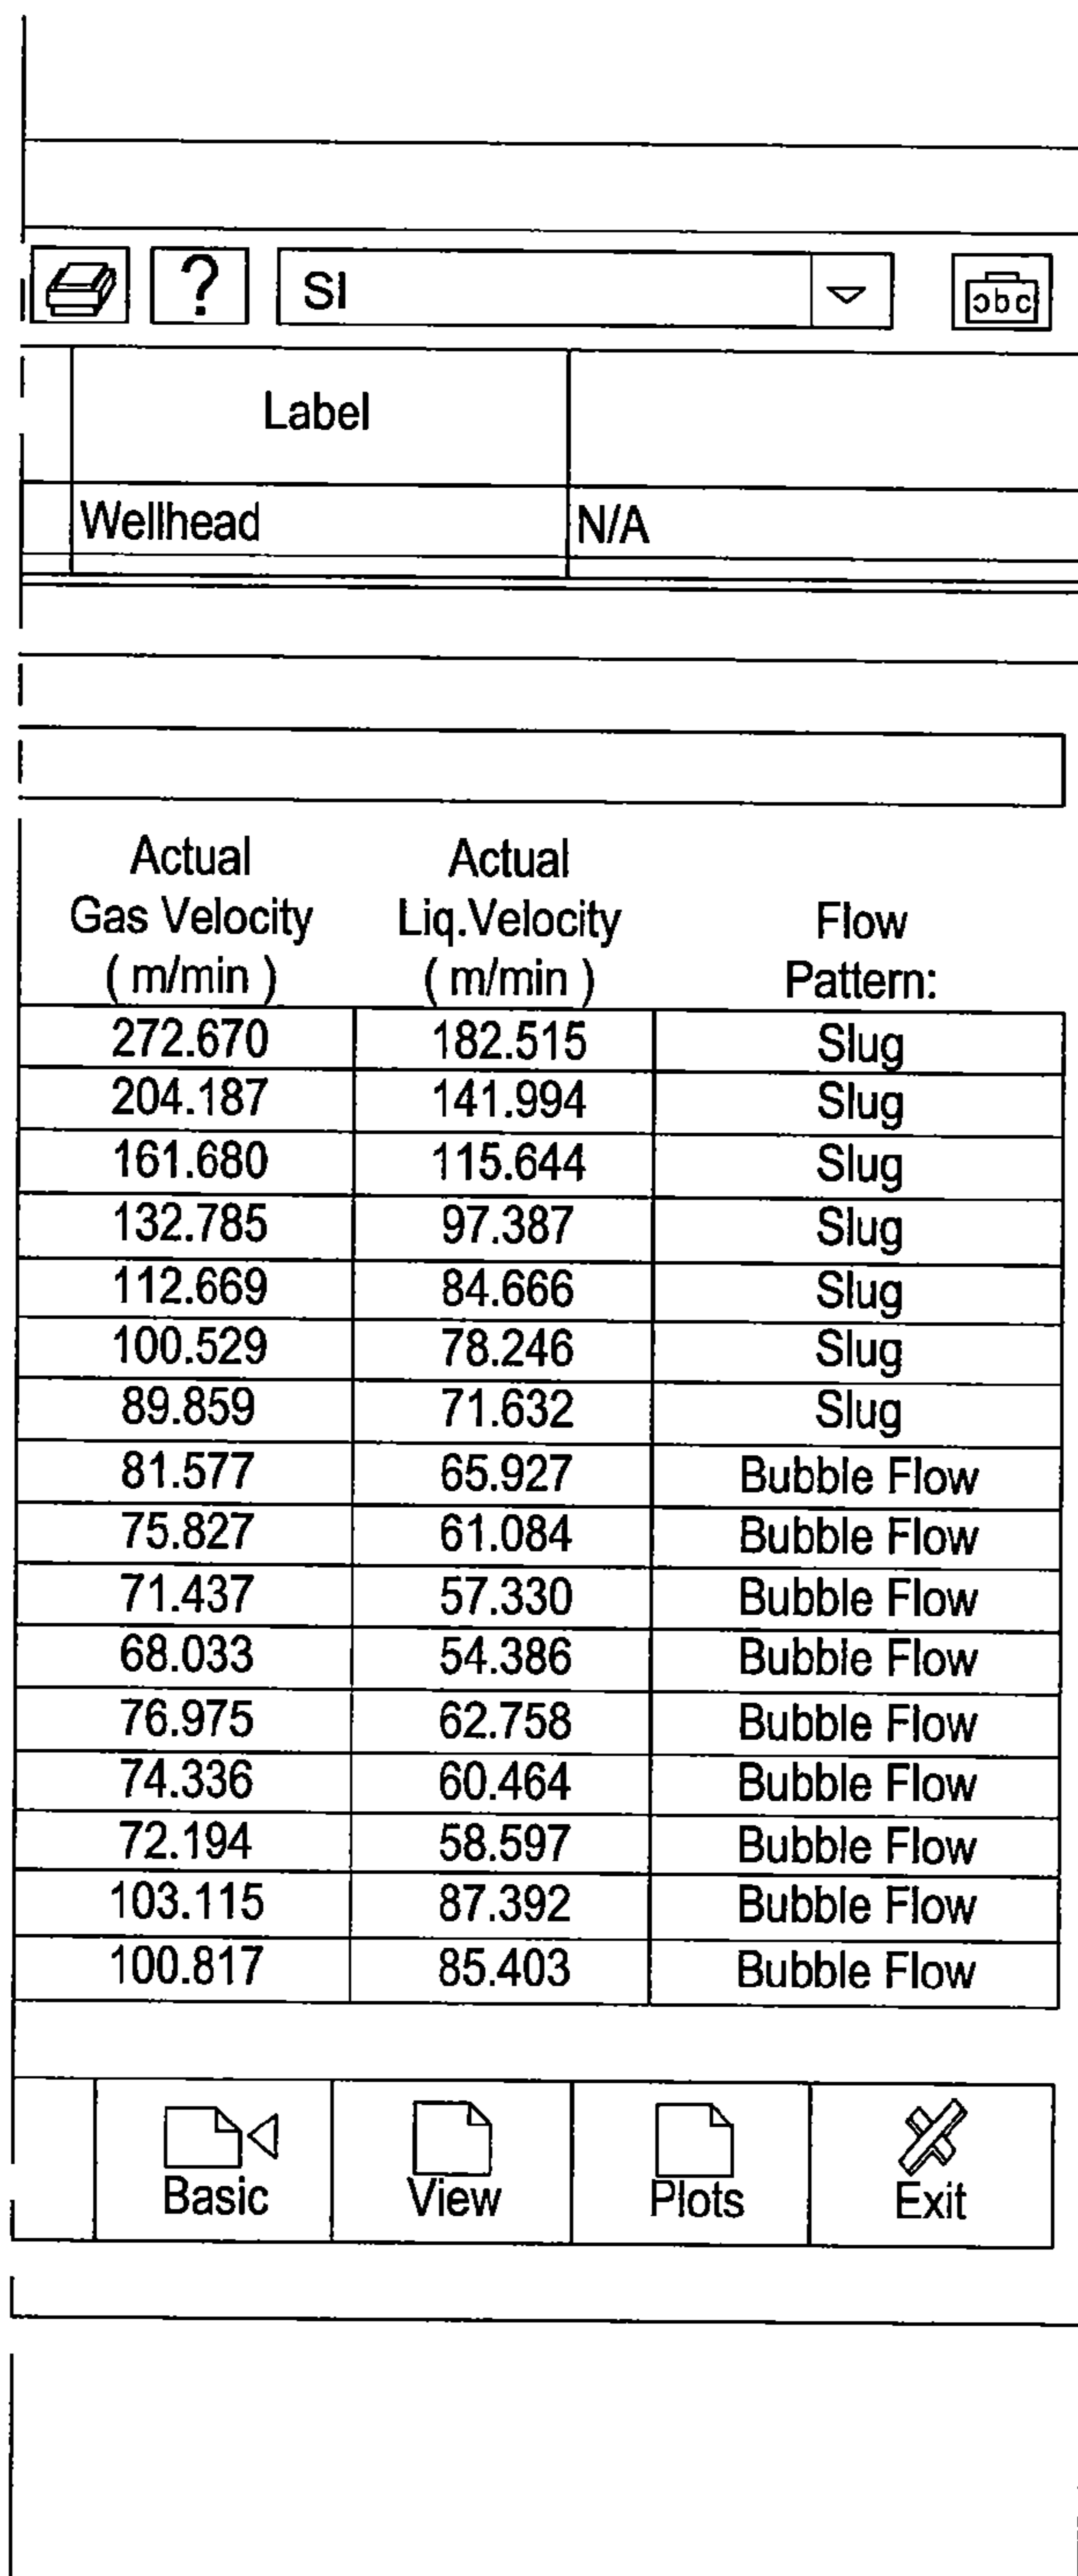 ? SI abc
Label
Wellhead N/A
Actual Actual
Gas Velocity Liq.Velocity Flow
( m/min ) ( m/min ) Pattern:
272.670 182.515 Slug
204.187 141.994 Slug
161.680 115.644 Slug
132.785 97.387 Slug
112.669 84.666 Slug
100.529 78.246 Slug
89.859 71.632 Slug
81.577 65.927 Bubble Flow
75.827 61.084 Bubble Flow
71.437 57.330 Bubble Flow
68.033 54.386 Bubble Flow
76.975 62.758 Bubble Flow
74.336 60.464 Bubble Flow
72.194 58.597 Bubble Flow
103.115 87.392 Bubble Flow
100.817 85.403 Bubble Flow
Basic View Plots Exit